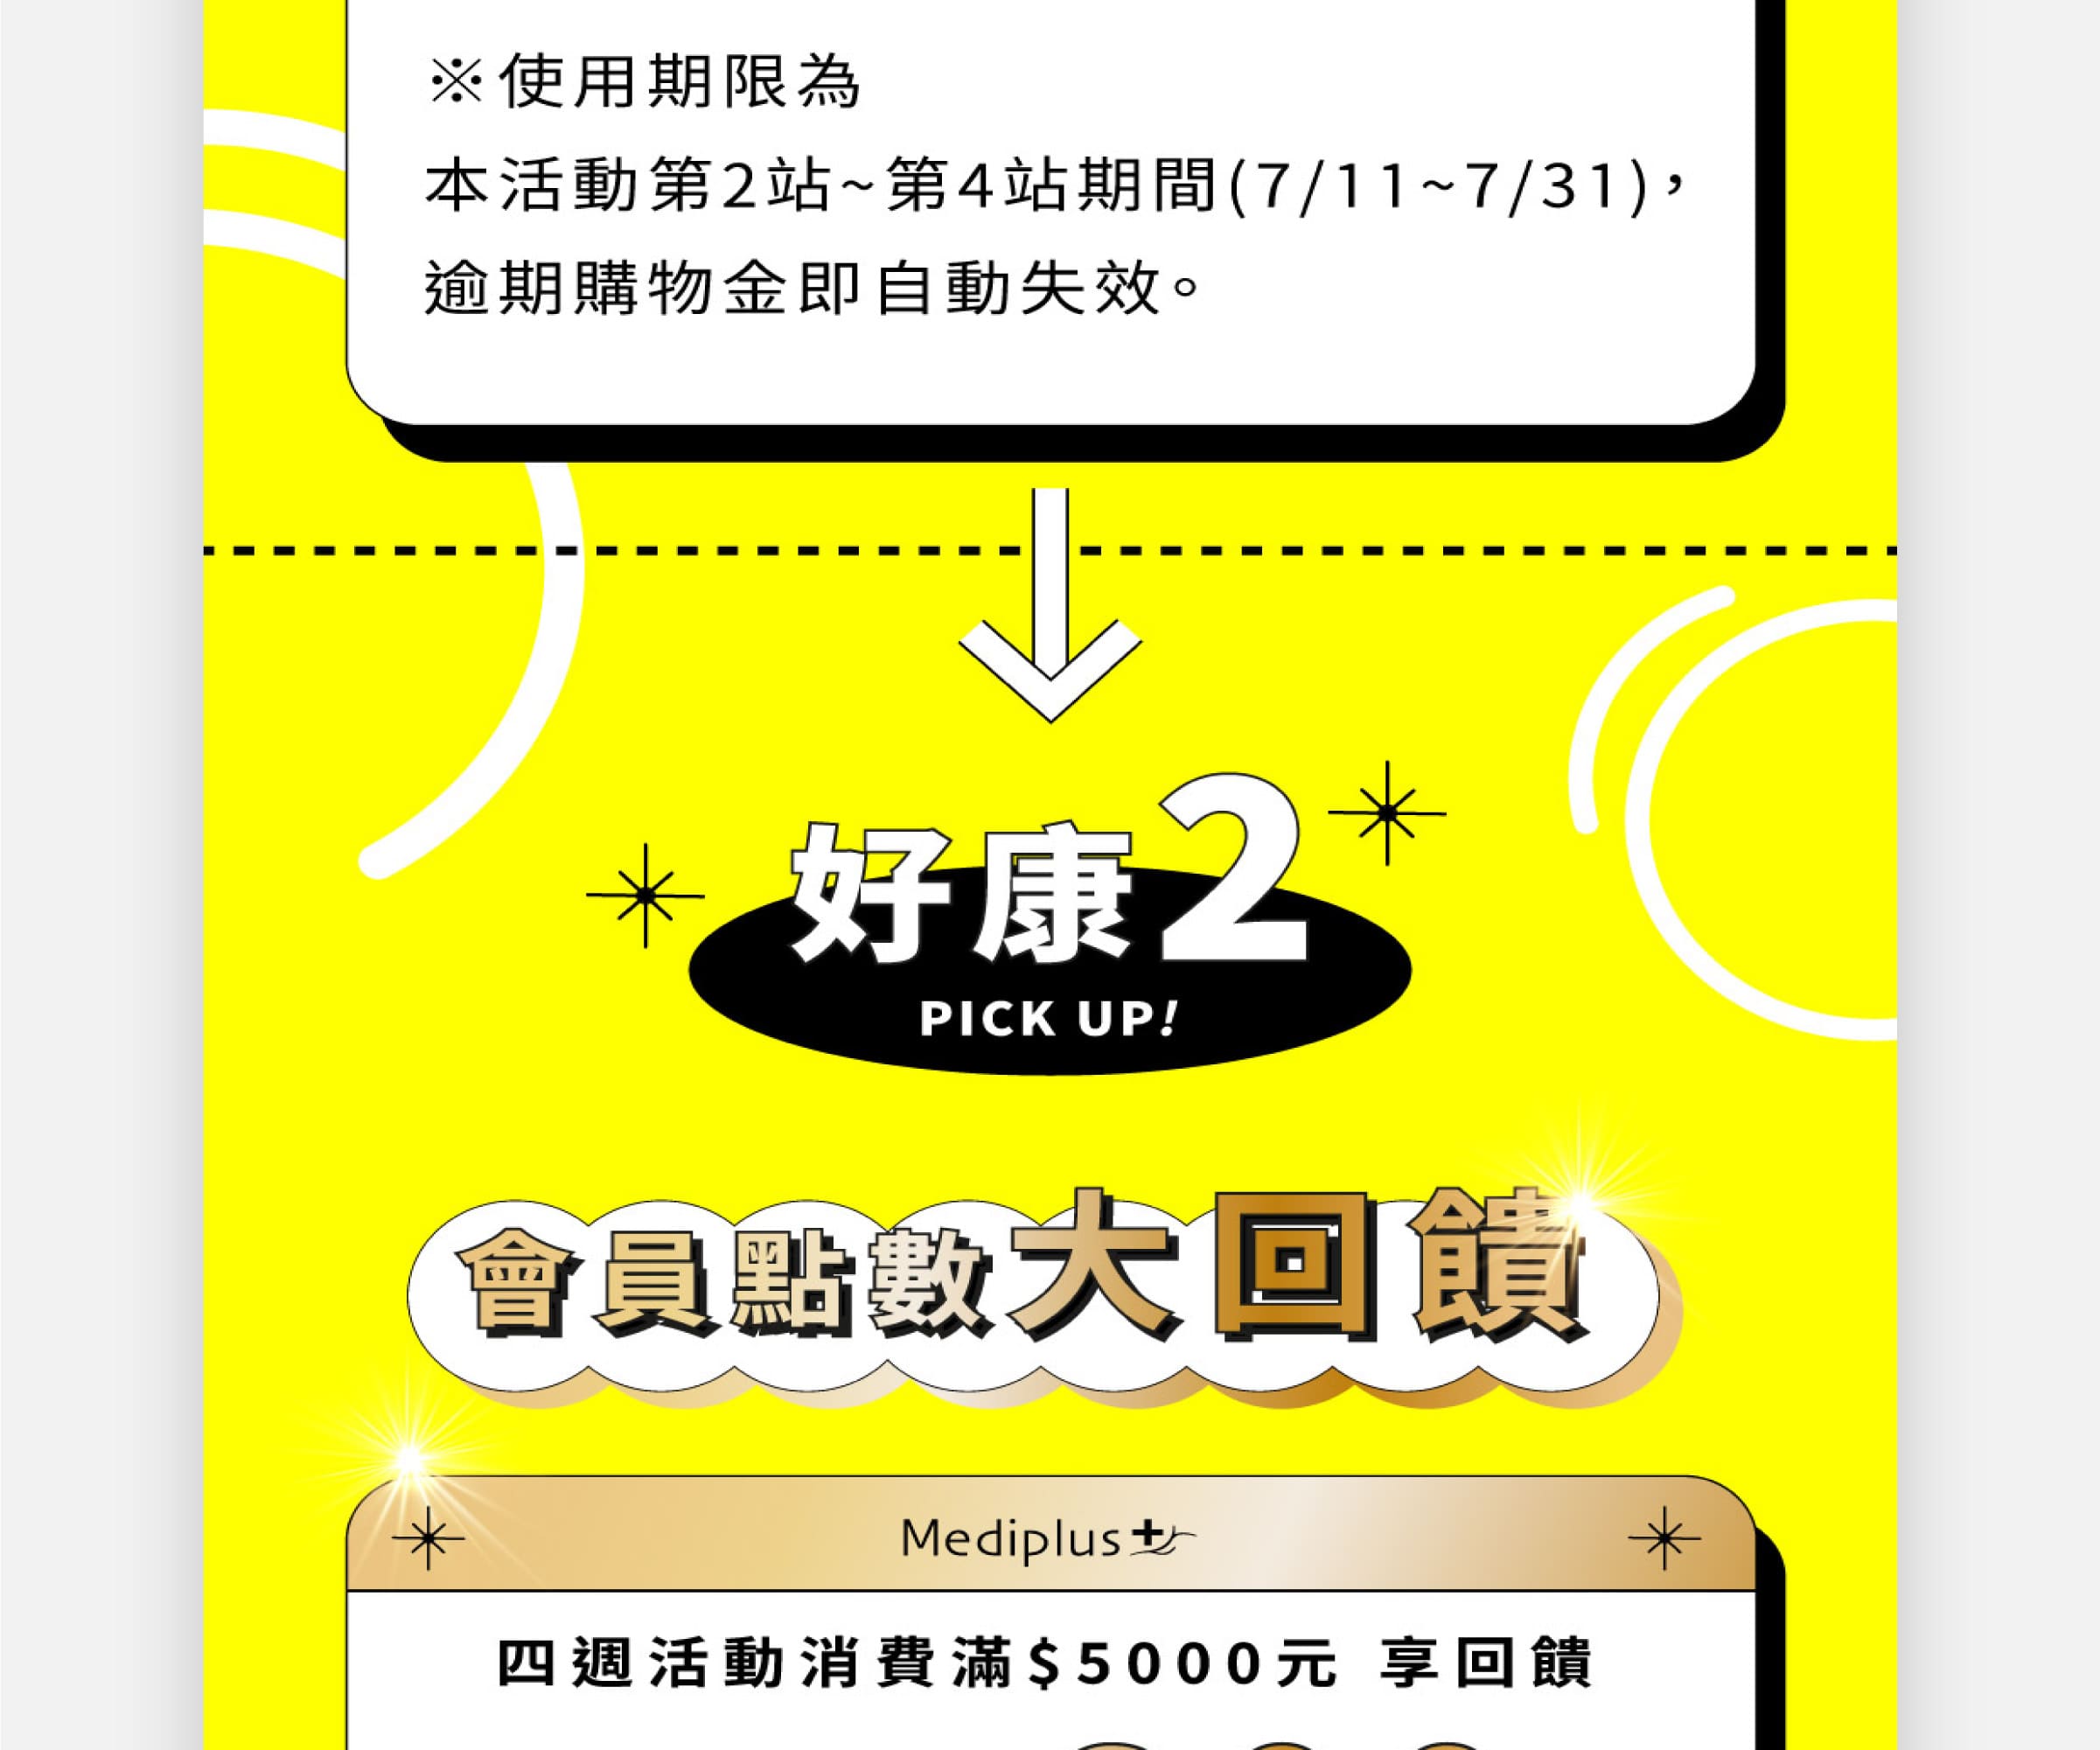 ※使用期限為
本活動第2站~第4站期間(7/11~7/31)，
逾期購物金即自動失效。
好康2
PICK UP!
會員點數大回饋
Mediplus
四週活動消費滿$5000元 享回饋